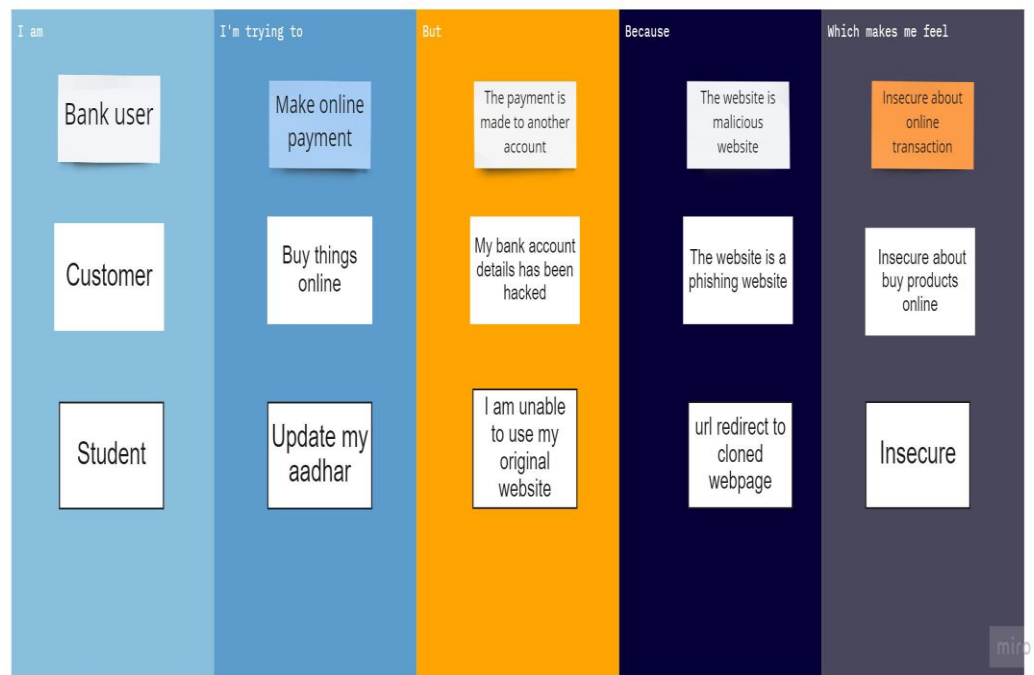 I am
I'm trying to
But
Because
Which makes me feel
Bank user
Make online
payment
The payment is
made to another
account
The website is
malicious
website
Insecure about
online
transaction
Customer
Buy things
online
My bank account
details has been
hacked
The website is a
phishing website
Insecure about
buy products
online
Student
Update my
aadhar
I am unable
to use my
original
website
url redirect to
cloned
webpage
Insecure
miro